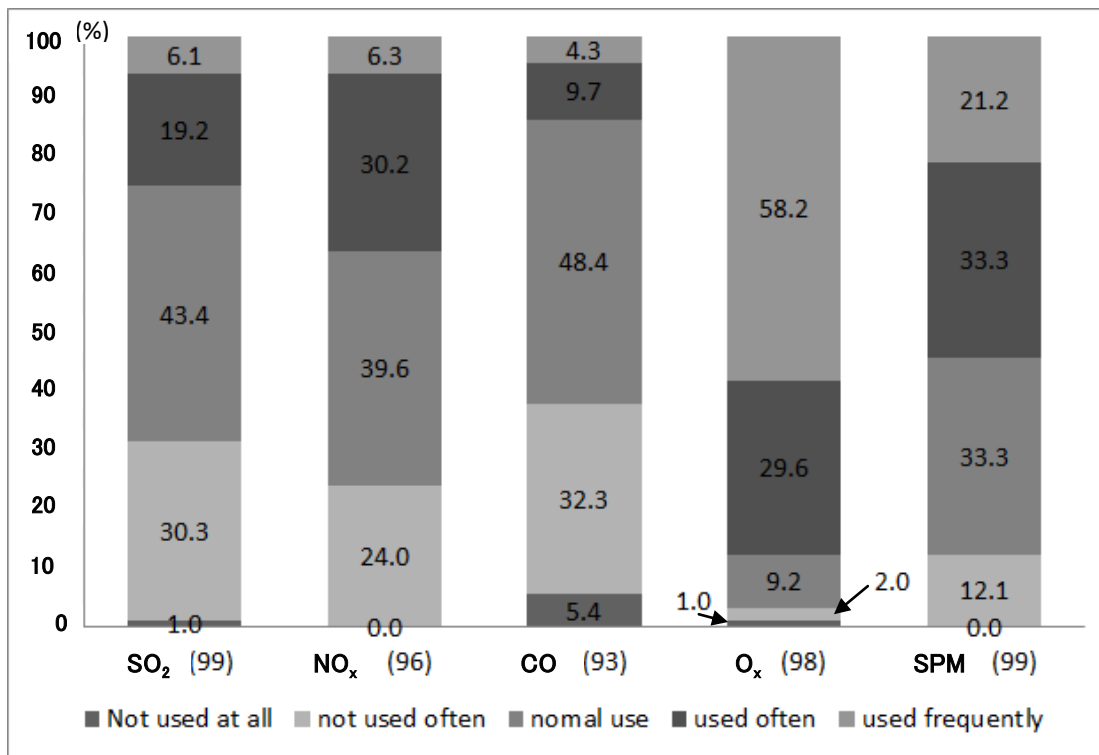 100 (%)
6.1 6.3 4.3
90 9.7 21.2
19.2
80 30.2
70 58.2
60 48.4 33.3
50 43.4
40 39.6
30 29.6 33.3
20 30.3 32.3
24.0
10 9.2 2.0 12.1
1.0 5.4
0 1.0 0.0 0.0
SO₂ (99) NOₓ (96) CO (93) Oₓ (98) SPM (99)
Not used at all not used often nomal use used often used frequently